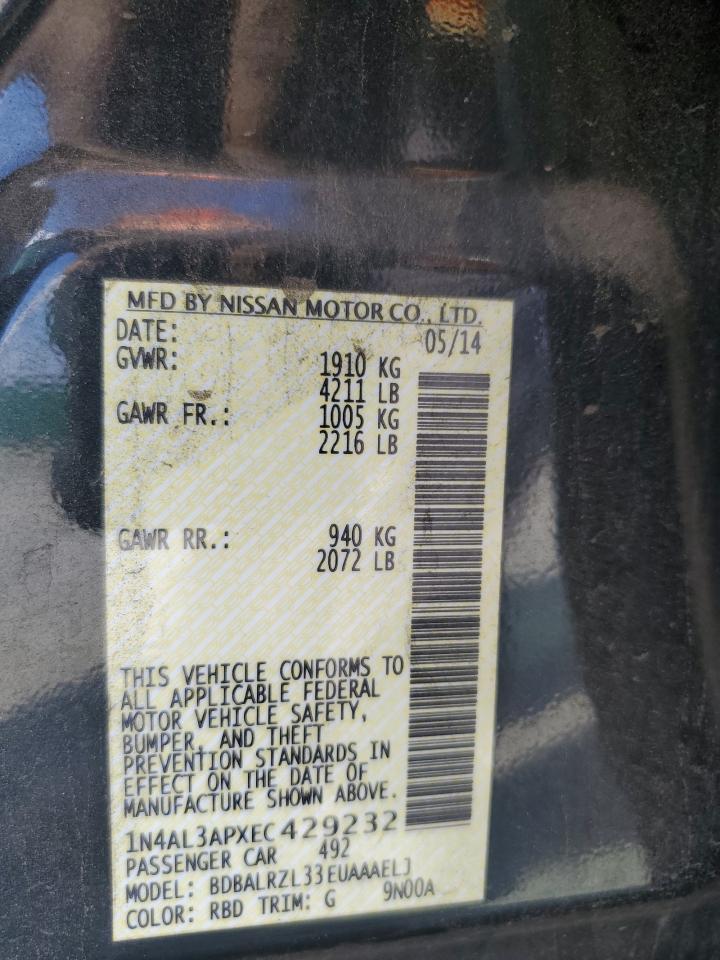 MFD BY NISSAN MOTOR CO., LTD.
DATE: 05/14
GVWR: 1910 KG
4211 LB
GAWR FR.: 1005 KG
2216 LB
GAWR RR.: 940 KG
2072 LB
THIS VEHICLE CONFORMS TO
ALL APPLICABLE FEDERAL
MOTOR VEHICLE SAFETY,
BUMPER, AND THEFT
PREVENTION STANDARDS IN
EFFECT ON THE DATE OF
MANUFACTURE SHOWN ABOVE.
1N4AL3APXEC429232
PASSENGER CAR 492
MODEL: BDBALRZL33EUAAAELJ
COLOR: RBD TRIM: G 9N00A